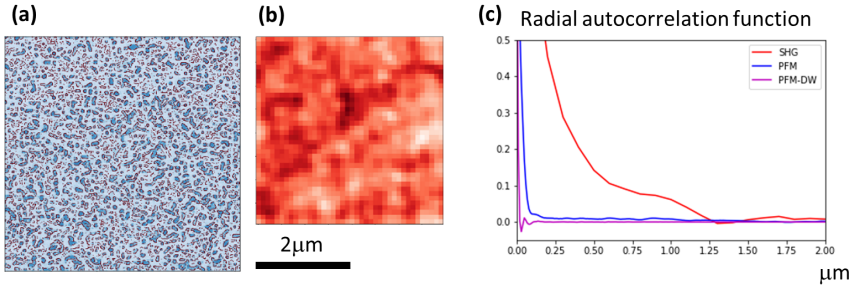 (a)
(b)
2μm
(c) Radial autocorrelation function
0.5
0.4
0.3
0.2
0.1
0.0
SHG
PFM
PFM-DW
0.00 0.25 0.50 0.75 1.00 1.25 1.50 1.75 2.00
μm